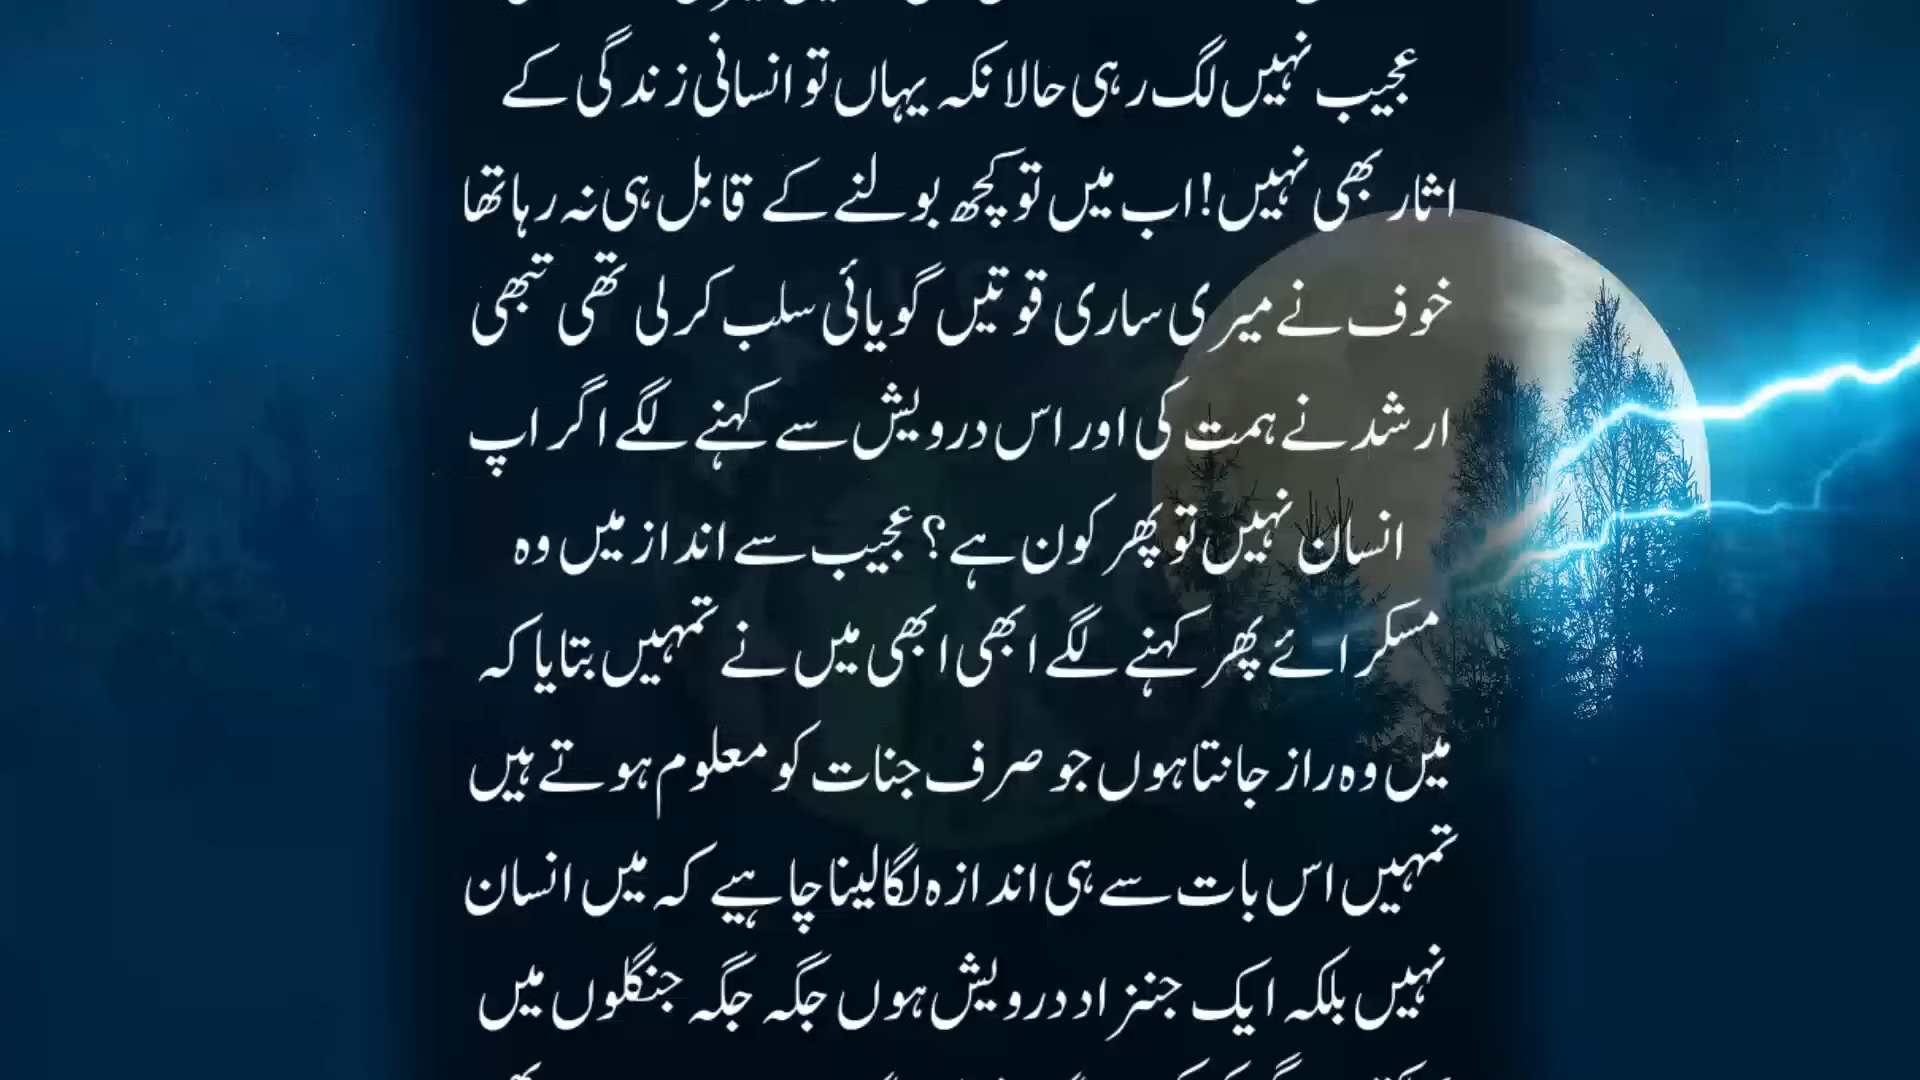 عجیب نہیں لگ رہی حالانکہ یہاں تو انسانی زندگی کے
اثار بھی نہیں! اب میں تو کچھ بولنے کے قابل ہی نہ رہا تھا
خوف نے میری ساری قوتیں گویائی سلب کر لی تھی تبھی
ارشد نے ہمت کی اور اس درویش سے کہنے لگے اگر اپ
انسان نہیں تو پھر کون ہے؟ عجیب سے انداز میں وہ
مسکرائے پھر کہنے لگے ابھی ابھی میں نے تمہیں بتایا کہ
میں وہ راز جانتا ہوں جو صرف جنات کو معلوم ہوتے ہیں
تمہیں اس بات سے ہی اندازہ لگا لینا چاہیے کہ میں انسان
نہیں بلکہ ایک جنزاد درویش ہوں جگہ جگہ جنگلوں میں